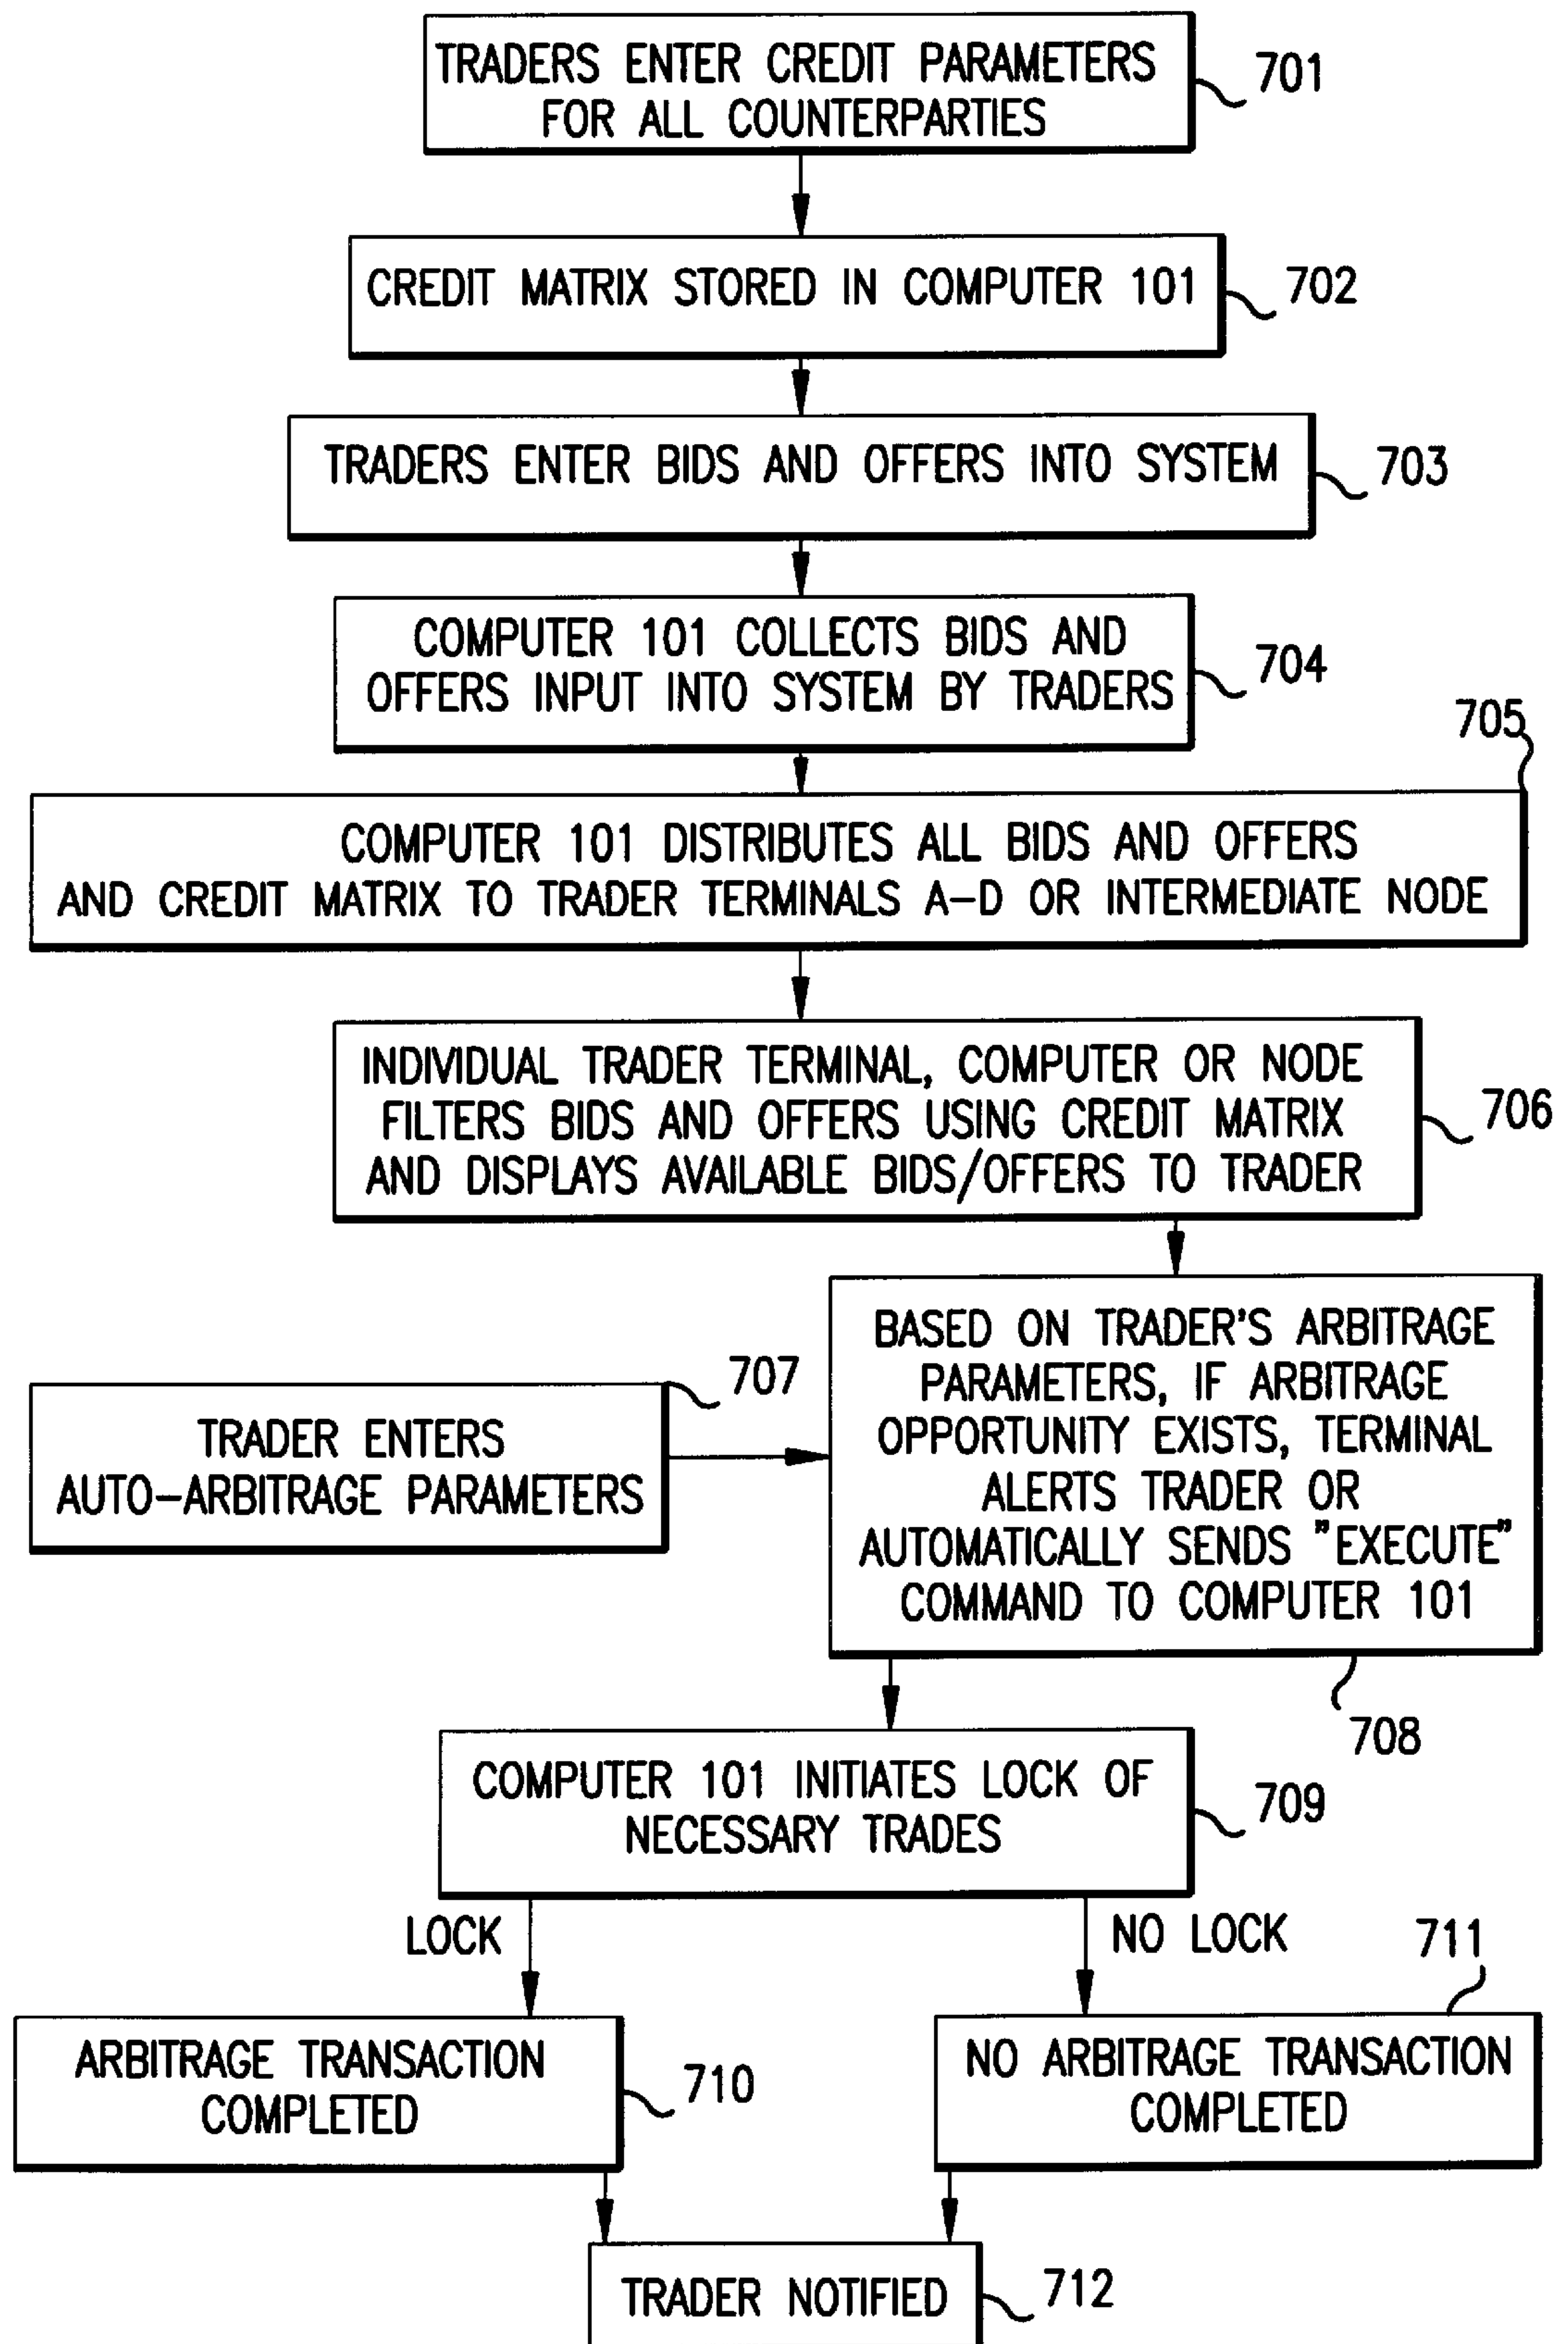 TRADERS ENTER CREDIT PARAMETERS
FOR ALL COUNTERPARTIES
701
CREDIT MATRIX STORED IN COMPUTER 101
702
TRADERS ENTER BIDS AND OFFERS INTO SYSTEM
703
COMPUTER 101 COLLECTS BIDS AND
OFFERS INPUT INTO SYSTEM BY TRADERS
704
705
COMPUTER 101 DISTRIBUTES ALL BIDS AND OFFERS
AND CREDIT MATRIX TO TRADER TERMINALS A-D OR INTERMEDIATE NODE
INDIVIDUAL TRADER TERMINAL, COMPUTER OR NODE
FILTERS BIDS AND OFFERS USING CREDIT MATRIX
AND DISPLAYS AVAILABLE BIDS/OFFERS TO TRADER
706
707
TRADER ENTERS
AUTO-ARBITRAGE PARAMETERS
BASED ON TRADER'S ARBITRAGE
PARAMETERS, IF ARBITRAGE
OPPORTUNITY EXISTS, TERMINAL
ALERTS TRADER OR
AUTOMATICALLY SENDS "EXECUTE"
COMMAND TO COMPUTER 101
708
COMPUTER 101 INITIATES LOCK OF
NECESSARY TRADES
709
LOCK
NO LOCK
711
ARBITRAGE TRANSACTION
COMPLETED
710
NO ARBITRAGE TRANSACTION
COMPLETED
TRADER NOTIFIED
712